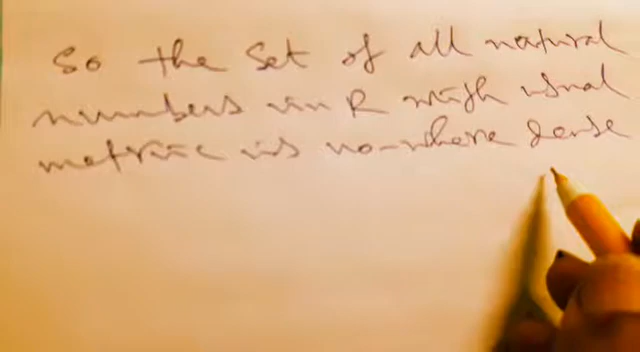 So the set of all natural
numbers in R with usual
metric is no-where dense